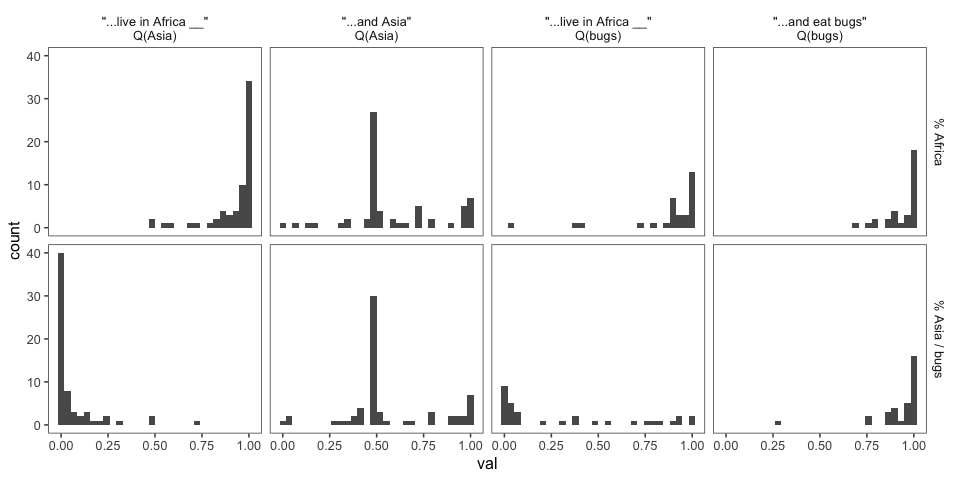 "...live in Africa __"
Q(Asia)
"...and Asia"
Q(Asia)
"...live in Africa __"
Q(bugs)
"...and eat bugs"
Q(bugs)
40
30
20
10
0
% Africa
count
40
30
20
10
0
% Asia / bugs
0.00 0.25 0.50 0.75 1.00
0.00 0.25 0.50 0.75 1.00
0.00 0.25 0.50 0.75 1.00
0.00 0.25 0.50 0.75 1.00
val